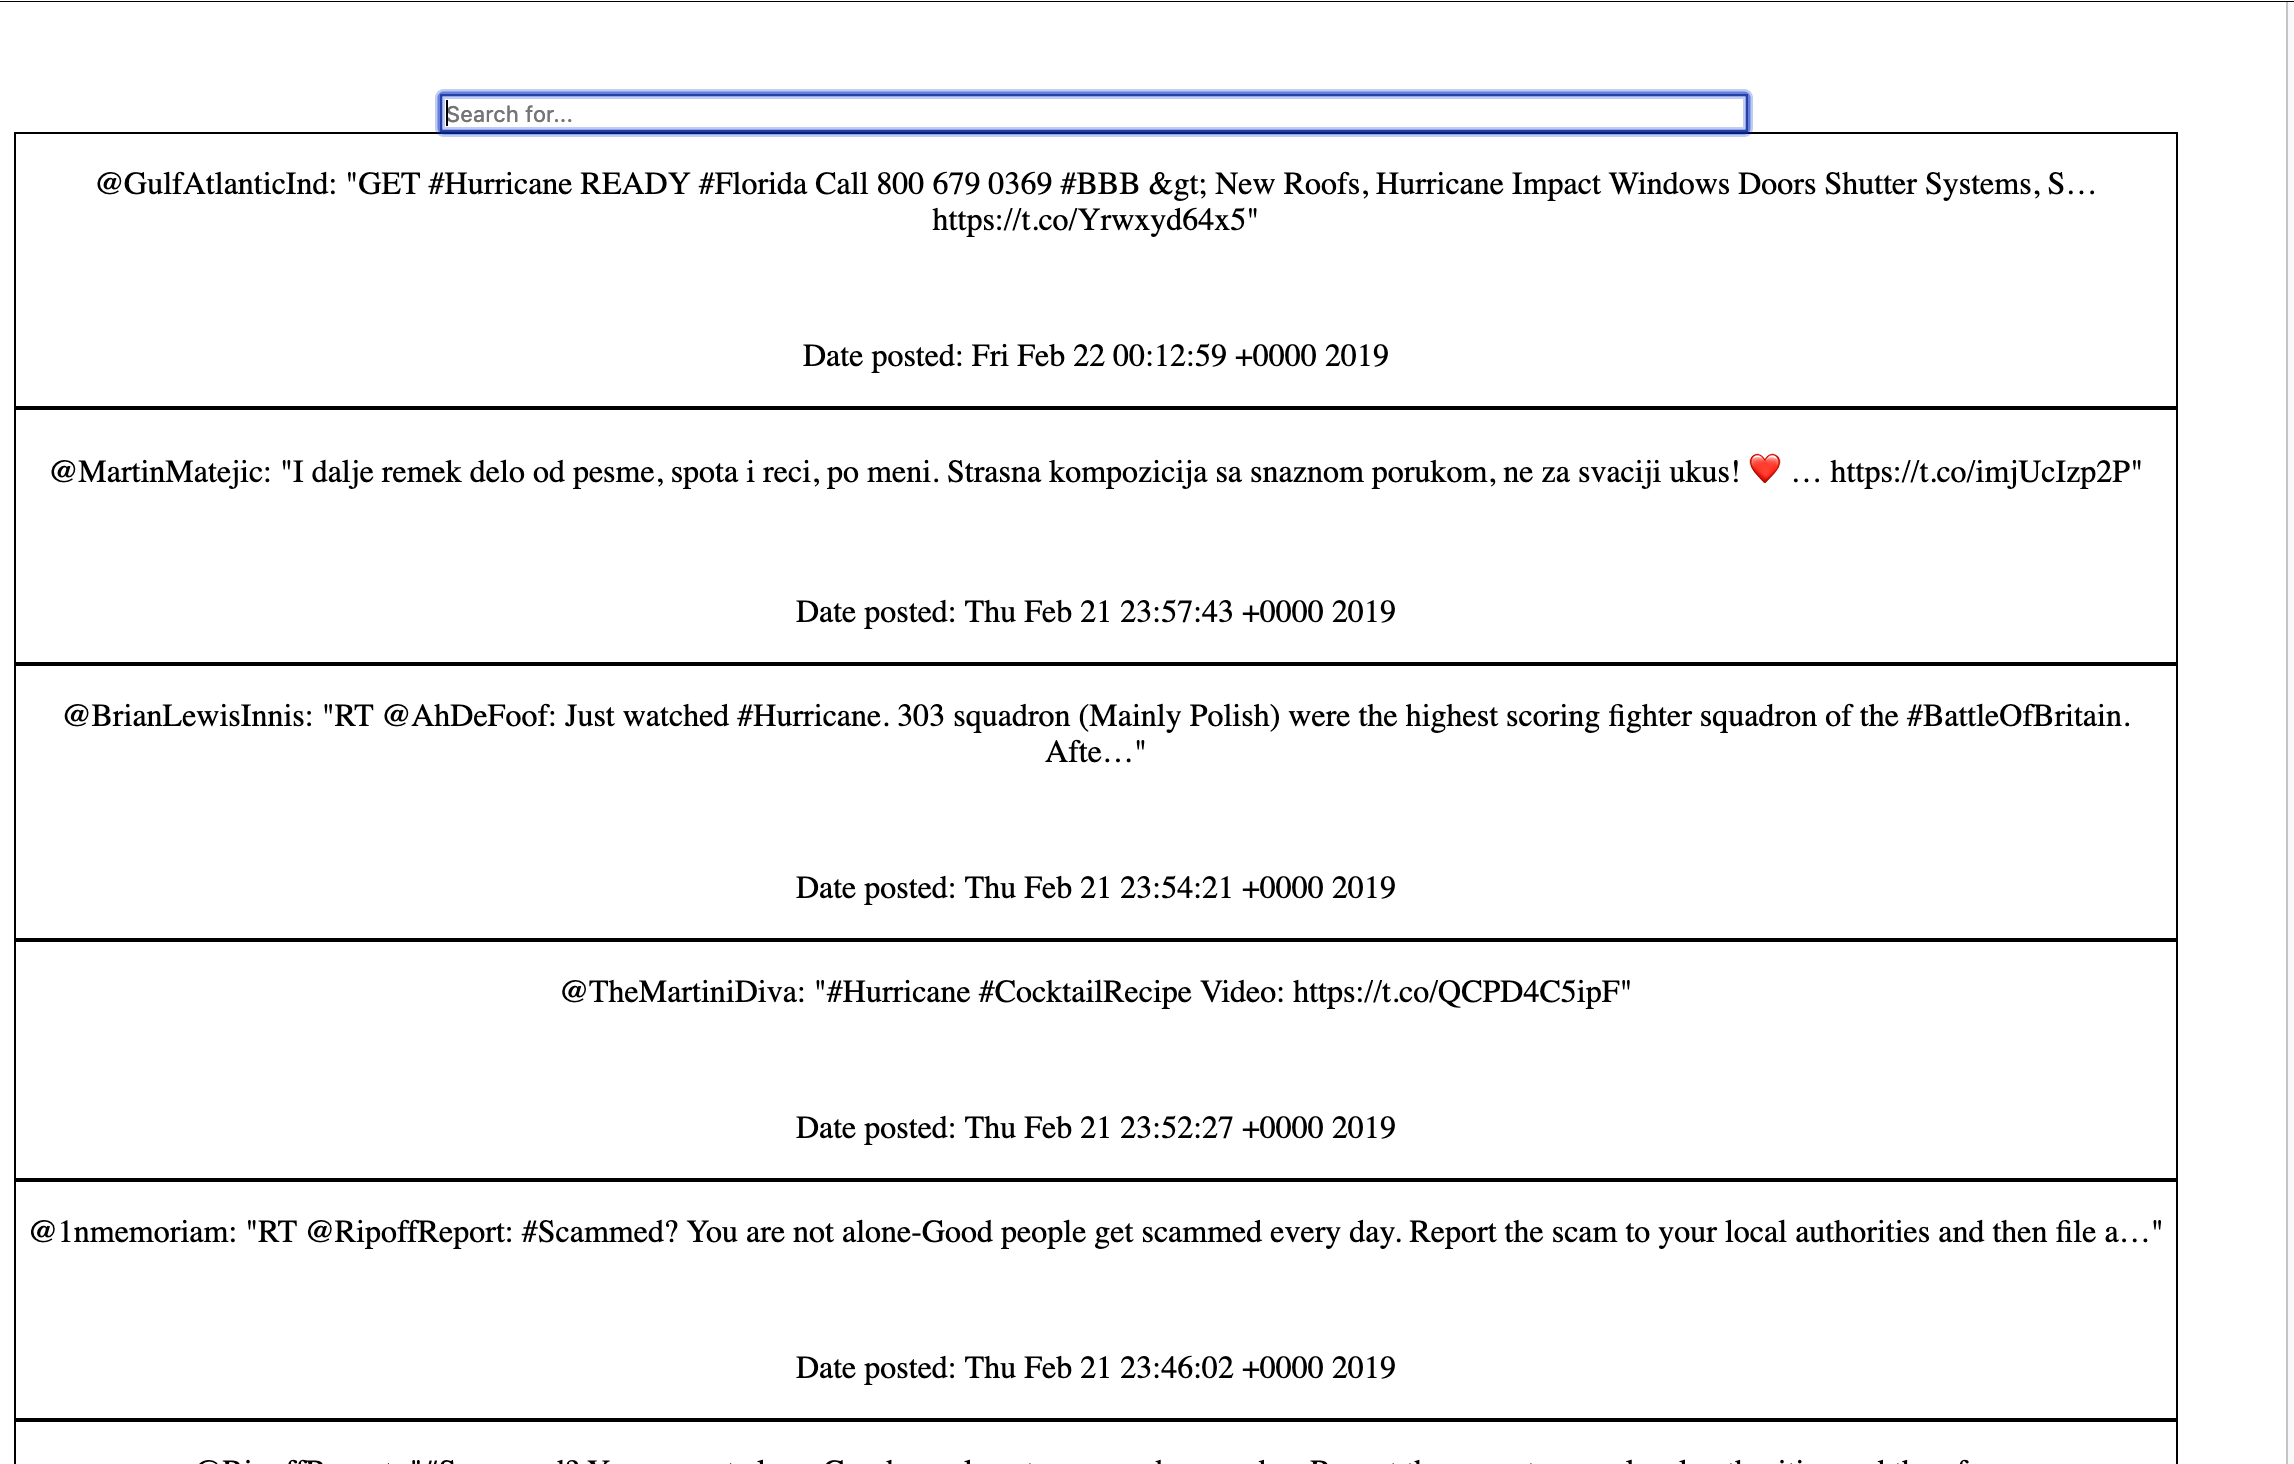 Search for...
@GulfAtlanticInd: "GET #Hurricane READY #Florida Call 800 679 0369 #BBB &gt; New Roofs, Hurricane Impact Windows Doors Shutter Systems, S…
https://t.co/Yrwxyd64x5"
Date posted: Fri Feb 22 00:12:59 +0000 2019
@MartinMatejic: "I dalje remek delo od pesme, spota i reci, po meni. Strasna kompozicija sa snaznom porukom, ne za svaciji ukus! ❤️ … https://t.co/imjUcIzp2P"
Date posted: Thu Feb 21 23:57:43 +0000 2019
@BrianLewisInnis: "RT @AhDeFoof: Just watched #Hurricane. 303 squadron (Mainly Polish) were the highest scoring fighter squadron of the #BattleOfBritain.
Afte…"
Date posted: Thu Feb 21 23:54:21 +0000 2019
@TheMartiniDiva: "#Hurricane #CocktailRecipe Video: https://t.co/QCPD4C5ipF"
Date posted: Thu Feb 21 23:52:27 +0000 2019
@1nmemoriam: "RT @RipoffReport: #Scammed? You are not alone-Good people get scammed every day. Report the scam to your local authorities and then file a…"
Date posted: Thu Feb 21 23:46:02 +0000 2019